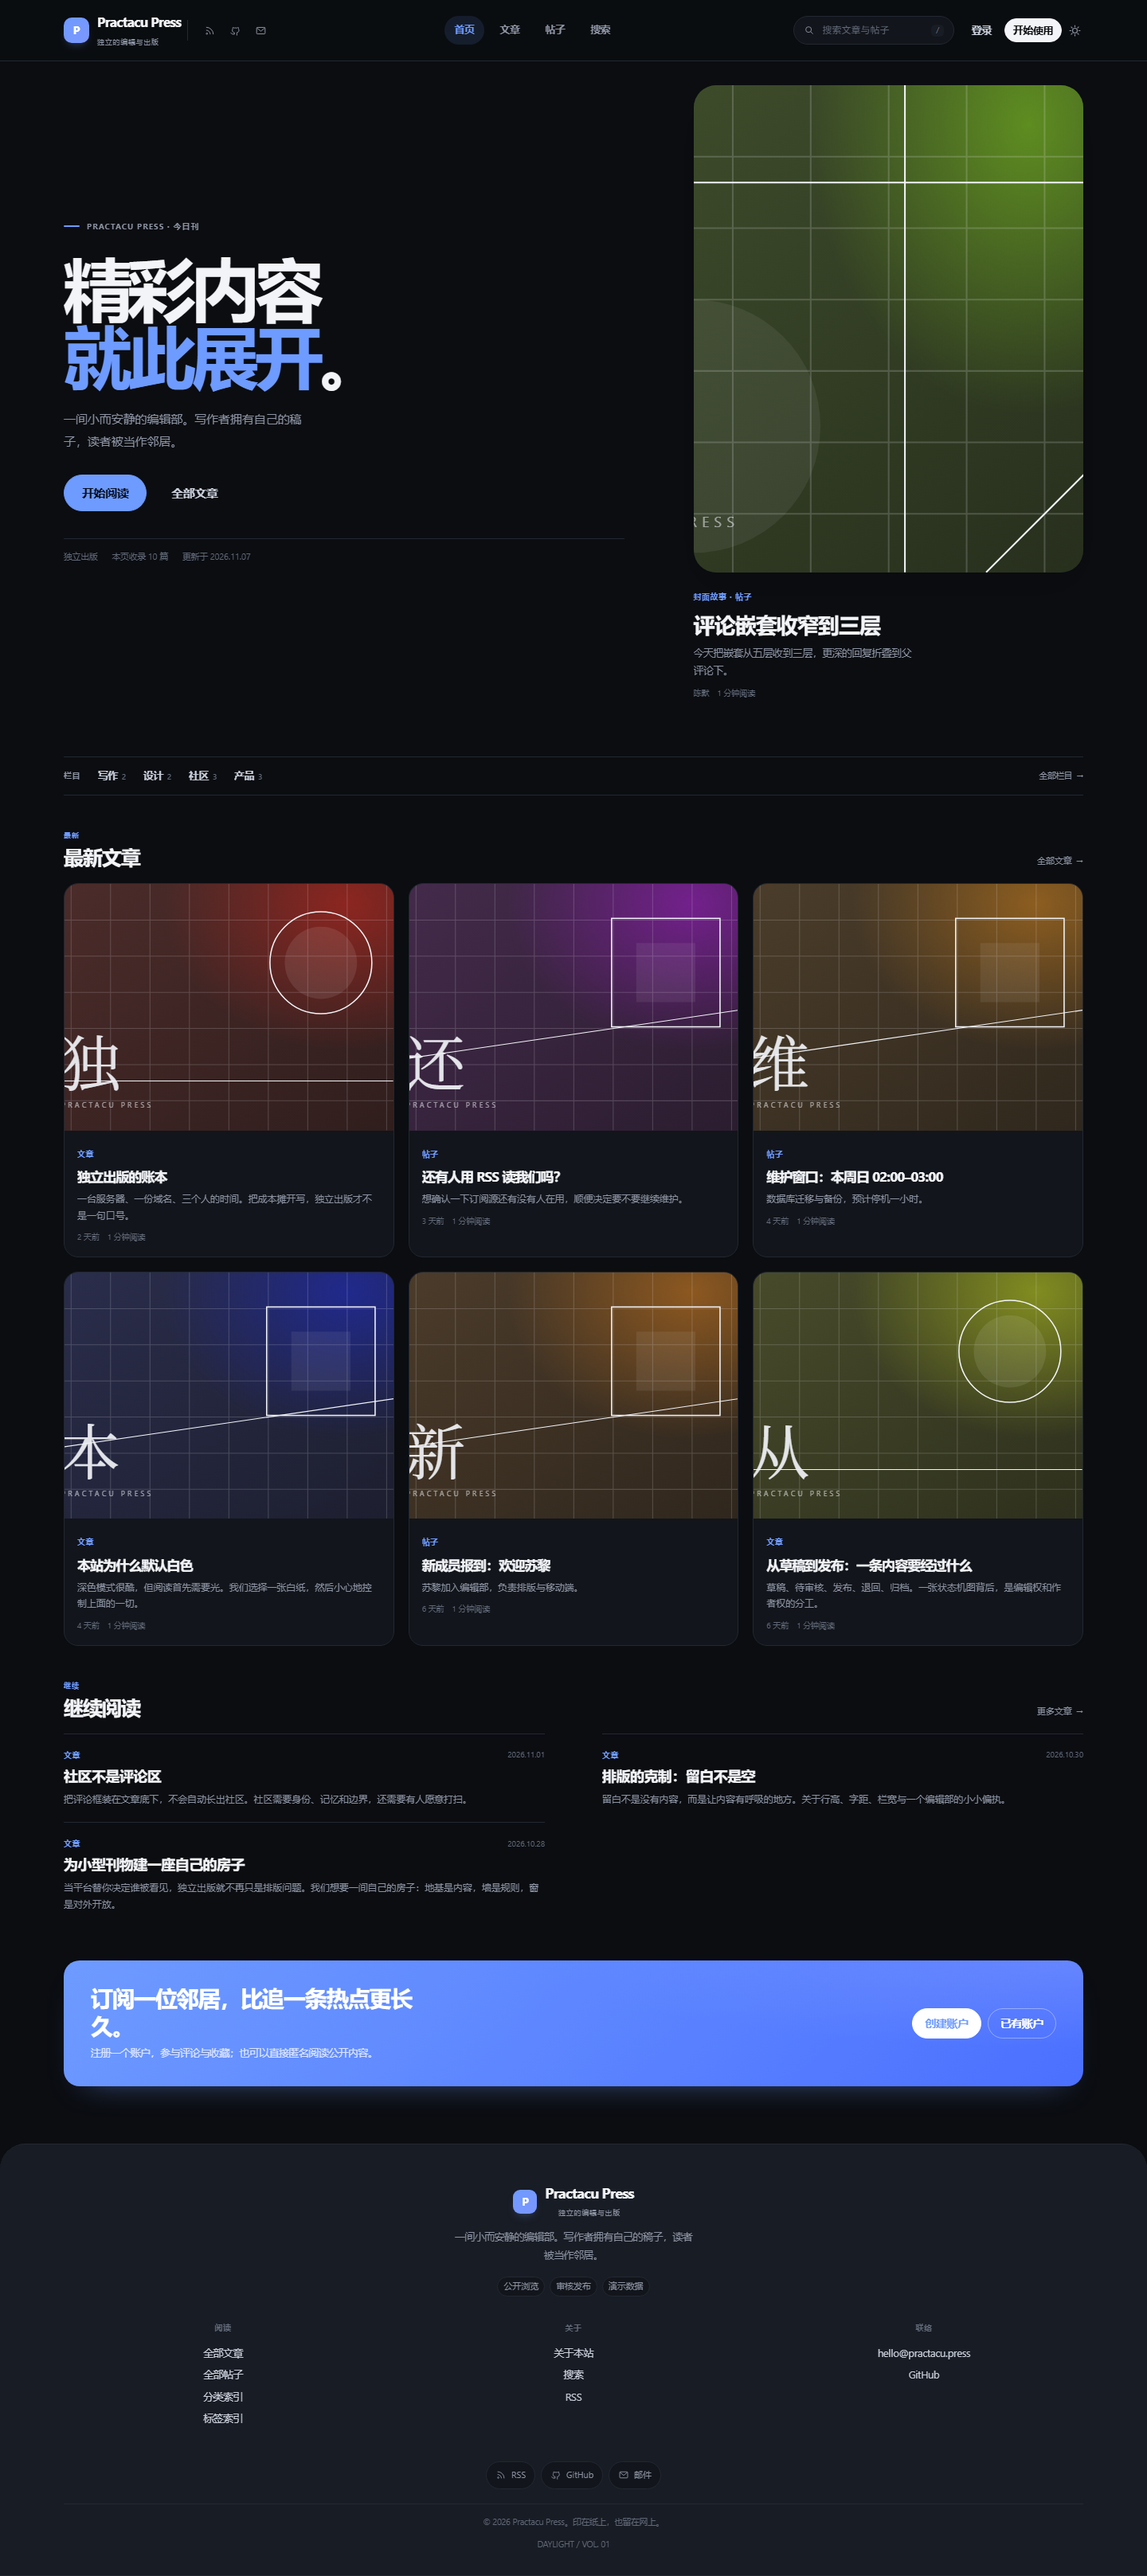 Practacu Press
独立的编辑与出版
首页
文章
帖子
搜索
搜索文章与帖子
/
登录
开始使用
PRACTACU PRESS · 今日刊
精彩内容
就此展开。
一间小而安静的编辑部。写作者拥有自己的稿
子，读者被当作邻居。
开始阅读
全部文章
独立出版
本页收录 10 篇
更新于 2026.11.07
RESS
封面故事 · 帖子
评论嵌套收窄到三层
今天把嵌套从五层收到三层，更深的回复折叠到父
评论下。
陈默
1 分钟阅读
栏目
写作 2
设计 2
社区 3
产品 3
全部栏目 →
最新
最新文章
全部文章 →
独
PRACTACU PRESS
文章
独立出版的账本
一台服务器、一份域名、三个人的时间。把成本摊开写，独立出版才不
是一句口号。
2 天前
1 分钟阅读
还
PRACTACU PRESS
帖子
还有人用 RSS 读我们吗？
想确认一下订阅源还有没有人在用，顺便决定要不要继续维护。
3 天前
1 分钟阅读
维
PRACTACU PRESS
帖子
维护窗口：本周日 02:00–03:00
数据库迁移与备份，预计停机一小时。
4 天前
1 分钟阅读
本
PRACTACU PRESS
文章
本站为什么默认白色
深色模式很酷，但阅读首先需要光。我们选择一张白纸，然后小心地控
制上面的一切。
4 天前
1 分钟阅读
新
PRACTACU PRESS
帖子
新成员报到：欢迎苏黎
苏黎加入编辑部，负责排版与移动端。
6 天前
1 分钟阅读
从
PRACTACU PRESS
文章
从草稿到发布：一条内容要经过什么
草稿、待审核、发布、退回、归档。一张状态机图背后，是编辑权和作
者权的分工。
6 天前
1 分钟阅读
继续
继续阅读
更多文章 →
文章
2026.11.01
社区不是评论区
把评论框装在文章底下，不会自动长出社区。社区需要身份、记忆和边界，还需要有人愿意打扫。
文章
2026.10.30
排版的克制：留白不是空
留白不是没有内容，而是让内容有呼吸的地方。关于行高、字距、栏宽与一个编辑部的小小偏执。
文章
2026.10.28
为小型刊物建一座自己的房子
当平台替你决定谁被看见，独立出版就不再只是排版问题。我们想要一间自己的房子：地基是内容，墙是规则，窗
是对外开放。
订阅一位邻居，比追一条热点更长
久。
注册一个账户，参与评论与收藏；也可以直接匿名阅读公开内容。
创建账户
已有账户
P
Practacu Press
独立的编辑与出版
一间小而安静的编辑部。写作者拥有自己的稿子，读者
被当作邻居。
公开浏览
审核发布
演示数据
阅读
全部文章
全部帖子
分类索引
标签索引
关于
关于本站
搜索
RSS
联络
hello@practacu.press
GitHub
RSS
GitHub
邮件
© 2026 Practacu Press。印在纸上，也留在网上。
DAYLIGHT / VOL. 01